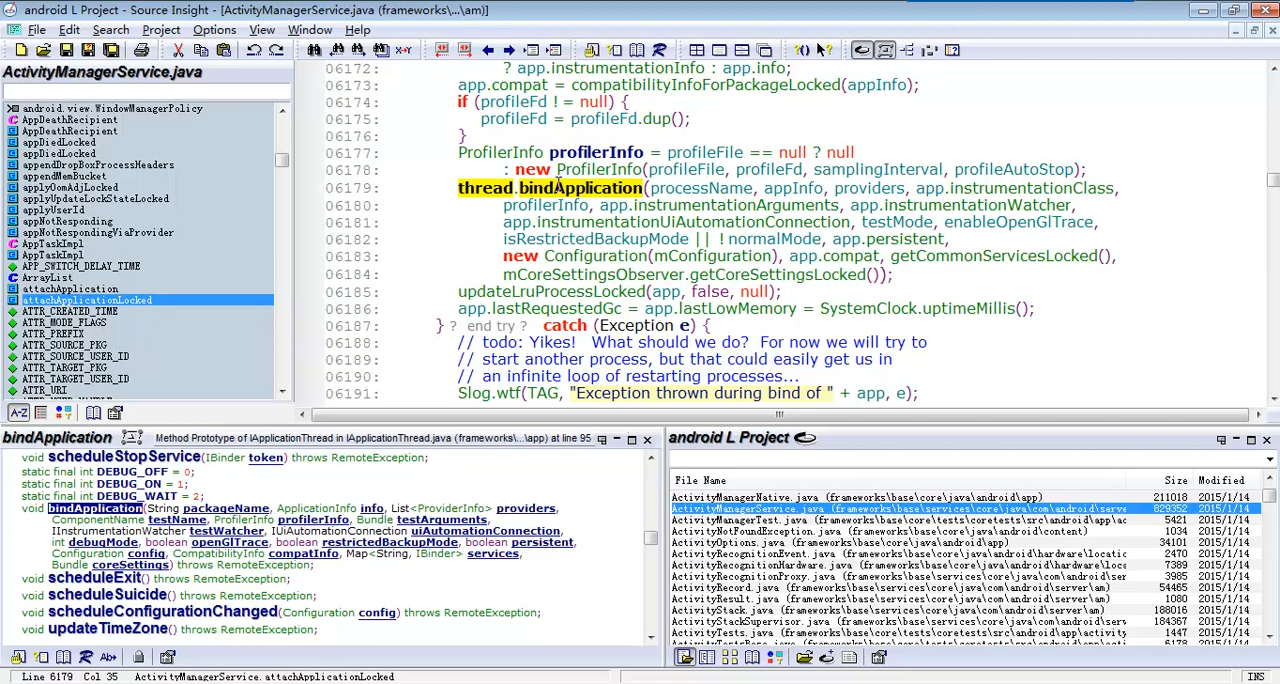 android L Project - Source Insight - [ActivityManagerService.java (frameworks\...\am)]
File Edit Search Project Options View Window Help
ActivityManagerService.java
android.view.WindowManagerPolicy
AppDeathRecipient
AppDeathRecipient
appDiedLocked
appDiedLocked
appendDropBoxProcessHeaders
appendMemBucket
applyOomAdjLocked
applyUpdateLockStateLocked
applyUserId
appNotResponding
appNotRespondingViaProvider
AppTaskImpl
AppTaskImpl
APP_SWITCH_DELAY_TIME
ArrayList
attachApplication
attachApplicationLocked
ATTR_CREATED_TIME
ATTR_MODE_FLAGS
ATTR_PREFIX
ATTR_SOURCE_PKG
ATTR_SOURCE_USER_ID
ATTR_TARGET_PKG
ATTR_TARGET_USER_ID
ATTR_URI
A-Z
06172: ? app.instrumentationInfo : app.info;
06173: app.compat = compatibilityInfoForPackageLocked(appInfo);
06174: if (profileFd != null) {
06175: profileFd = profileFd.dup();
06176: }
06177: ProfilerInfo profilerInfo = profileFile == null ? null
06178: : new ProfilerInfo(profileFile, profileFd, samplingInterval, profileAutoStop);
06179: thread.bindApplication(processName, appInfo, providers, app.instrumentationClass,
06180: profilerInfo, app.instrumentationArguments, app.instrumentationWatcher,
06181: app.instrumentationUiAutomationConnection, testMode, enableOpenGlTrace,
06182: isRestrictedBackupMode || !normalMode, app.persistent,
06183: new Configuration(mConfiguration), app.compat, getCommonServicesLocked(),
06184: mCoreSettingsObserver.getCoreSettingsLocked());
06185: updateLruProcessLocked(app, false, null);
06186: app.lastRequestedGc = app.lastLowMemory = SystemClock.uptimeMillis();
06187: } ? end try ? catch (Exception e) {
06188: // todo: Yikes! What should we do? For now we will try to
06189: // start another process, but that could easily get us in
06190: // an infinite loop of restarting processes...
06191: Slog.wtf(TAG, "Exception thrown during bind of " + app, e);
bindApplication Method Prototype of IApplicationThread in IApplicationThread.java (frameworks\...\app) at line 95
void scheduleStopService(IBinder token) throws RemoteException;
static final int DEBUG_OFF = 0;
static final int DEBUG_ON = 1;
static final int DEBUG_WAIT = 2;
void bindApplication(String packageName, ApplicationInfo info, List<ProviderInfo> providers,
ComponentName testName, ProfilerInfo profilerInfo, Bundle testArguments,
IInstrumentationWatcher testWatcher, IUiAutomationConnection uiAutomationConnection,
int debugMode, boolean openGlTrace, boolean restrictedBackupMode, boolean persistent,
Configuration config, CompatibilityInfo compatInfo, Map<String, IBinder> services,
Bundle coreSettings) throws RemoteException;
void scheduleExit() throws RemoteException;
void scheduleSuicide() throws RemoteException;
void scheduleConfigurationChanged(Configuration config) throws RemoteException;
void updateTimeZone() throws RemoteException;
android L Project
File Name Size Modified
ActivityManagerNative.java (frameworks\base\core\java\android\app) 211018 2015/1/14
ActivityManagerService.java (frameworks\base\services\core\java\com\android\serve 829352 2015/1/14
ActivityManagerTest.java (frameworks\base\core\tests\coretests\src\android\app\ac 5421 2015/1/14
ActivityNotFoundException.java (frameworks\base\core\java\android\content) 1034 2015/1/14
ActivityOptions.java (frameworks\base\core\java\android\app) 34101 2015/1/14
ActivityRecognitionEvent.java (frameworks\base\core\java\android\hardware\locatic 2470 2015/1/14
ActivityRecognitionHardware.java (frameworks\base\core\java\android\hardware\loca 7389 2015/1/14
ActivityRecognitionProxy.java (frameworks\base\services\core\java\com\android\ser 3985 2015/1/14
ActivityRecord.java (frameworks\base\services\core\java\com\android\server\am) 54465 2015/1/14
ActivityResult.java (frameworks\base\services\core\java\com\android\server\am) 1080 2015/1/14
ActivityStack.java (frameworks\base\services\core\java\com\android\server\am) 188016 2015/1/14
ActivityStackSupervisor.java (frameworks\base\services\core\java\com\android\serv 184367 2015/1/14
ActivityTests.java (frameworks\base\core\tests\coretests\src\android\app\activity 1447 2015/1/14
Line 6179 Col 35 ActivityManagerService.attachApplicationLocked INS